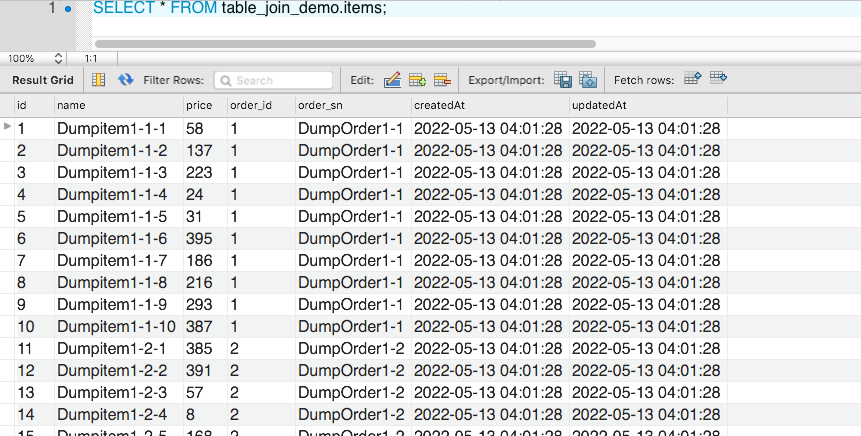 1 SELECT * FROM table_join_demo.items;
100% 1:1
Result Grid Filter Rows: Search Edit: Export/Import: Fetch rows:
id name price order_id order_sn createdAt updatedAt
1 Dumpitem1-1-1 58 1 DumpOrder1-1 2022-05-13 04:01:28 2022-05-13 04:01:28
2 Dumpitem1-1-2 137 1 DumpOrder1-1 2022-05-13 04:01:28 2022-05-13 04:01:28
3 Dumpitem1-1-3 223 1 DumpOrder1-1 2022-05-13 04:01:28 2022-05-13 04:01:28
4 Dumpitem1-1-4 24 1 DumpOrder1-1 2022-05-13 04:01:28 2022-05-13 04:01:28
5 Dumpitem1-1-5 31 1 DumpOrder1-1 2022-05-13 04:01:28 2022-05-13 04:01:28
6 Dumpitem1-1-6 395 1 DumpOrder1-1 2022-05-13 04:01:28 2022-05-13 04:01:28
7 Dumpitem1-1-7 186 1 DumpOrder1-1 2022-05-13 04:01:28 2022-05-13 04:01:28
8 Dumpitem1-1-8 216 1 DumpOrder1-1 2022-05-13 04:01:28 2022-05-13 04:01:28
9 Dumpitem1-1-9 293 1 DumpOrder1-1 2022-05-13 04:01:28 2022-05-13 04:01:28
10 Dumpitem1-1-10 387 1 DumpOrder1-1 2022-05-13 04:01:28 2022-05-13 04:01:28
11 Dumpitem1-2-1 385 2 DumpOrder1-2 2022-05-13 04:01:28 2022-05-13 04:01:28
12 Dumpitem1-2-2 391 2 DumpOrder1-2 2022-05-13 04:01:28 2022-05-13 04:01:28
13 Dumpitem1-2-3 57 2 DumpOrder1-2 2022-05-13 04:01:28 2022-05-13 04:01:28
14 Dumpitem1-2-4 8 2 DumpOrder1-2 2022-05-13 04:01:28 2022-05-13 04:01:28
15 Dumpitem1-2-5 168 2 DumpOrder1-2 2022-05-13 04:01:28 2022-05-13 04:01:28